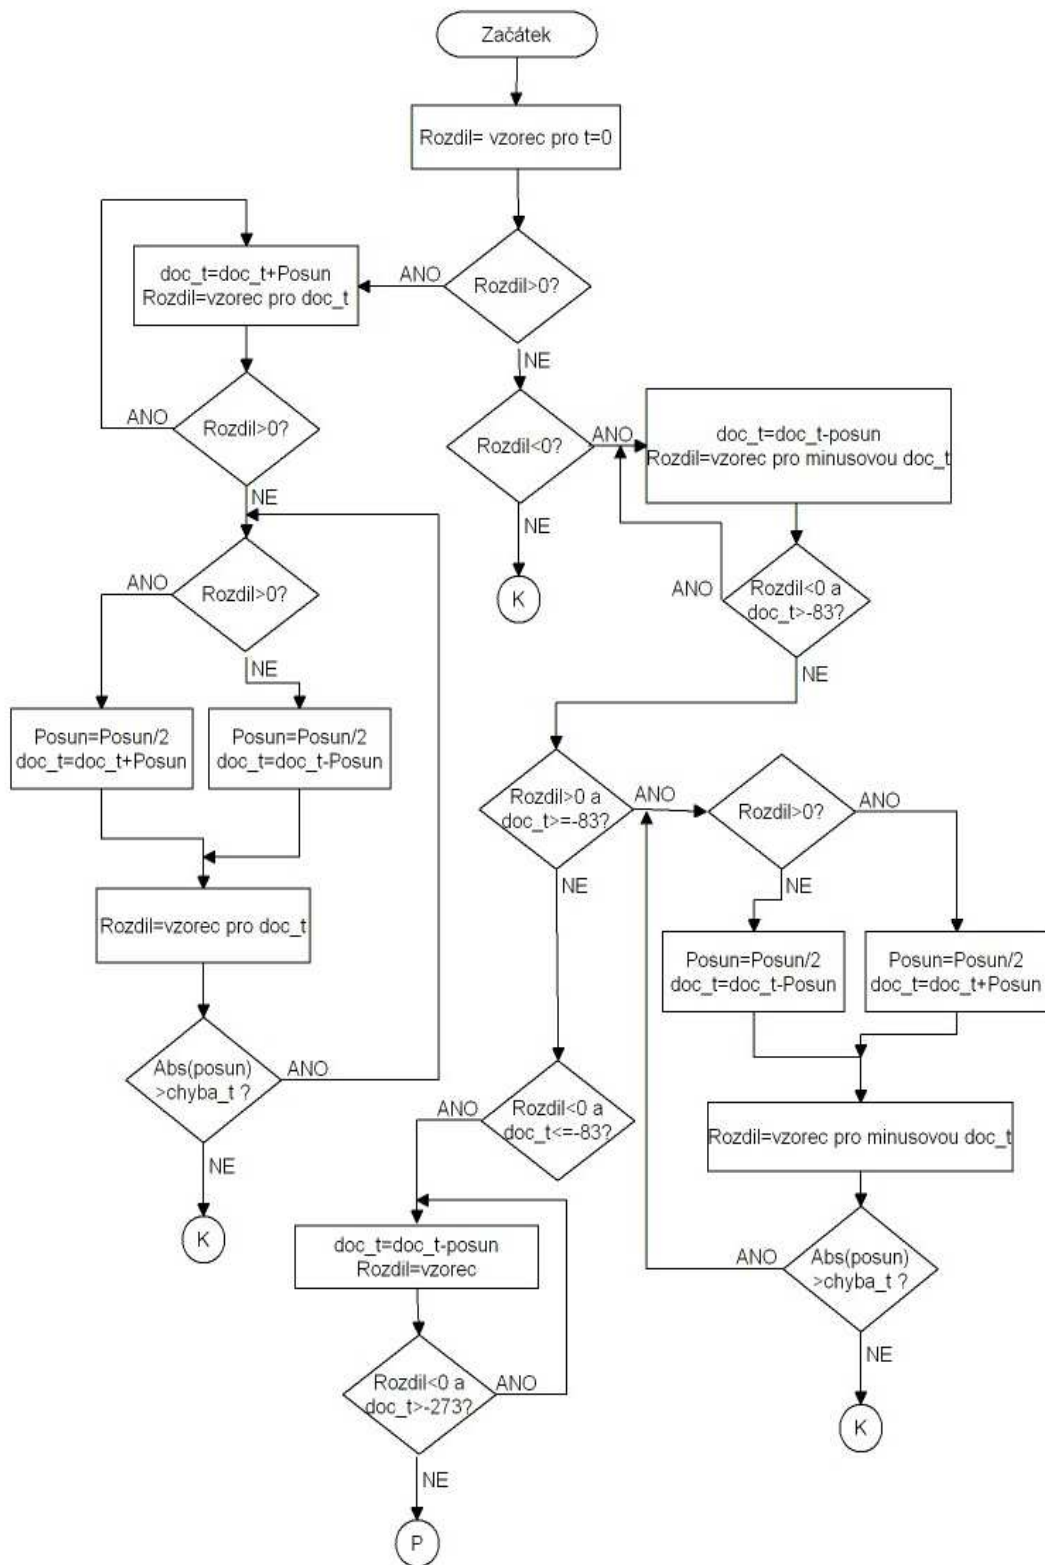 Začátek
Rozdil= vzorec pro t=0
Rozdil>0?
ANO
NE
doc_t=doc_t+Posun
Rozdil=vzorec pro doc_t
Rozdil>0?
ANO
NE
Rozdil<0?
ANO
NE
K
doc_t=doc_t-posun
Rozdil=vzorec pro minusovou doc_t
Rozdil<0 a
doc_t>-83?
ANO
NE
Rozdil>0?
ANO
NE
Posun=Posun/2
doc_t=doc_t+Posun
Posun=Posun/2
doc_t=doc_t-Posun
Rozdil=vzorec pro doc_t
Abs(posun)
>chyba_t ?
ANO
NE
K
Rozdil>0 a
doc_t>=-83?
ANO
NE
Rozdil>0?
ANO
NE
Posun=Posun/2
doc_t=doc_t-Posun
Posun=Posun/2
doc_t=doc_t+Posun
Rozdil=vzorec pro minusovou doc_t
Abs(posun)
>chyba_t ?
ANO
NE
K
Rozdil<0 a
doc_t<=-83?
ANO
doc_t=doc_t-posun
Rozdil=vzorec
Rozdil<0 a
doc_t>-273?
ANO
NE
P